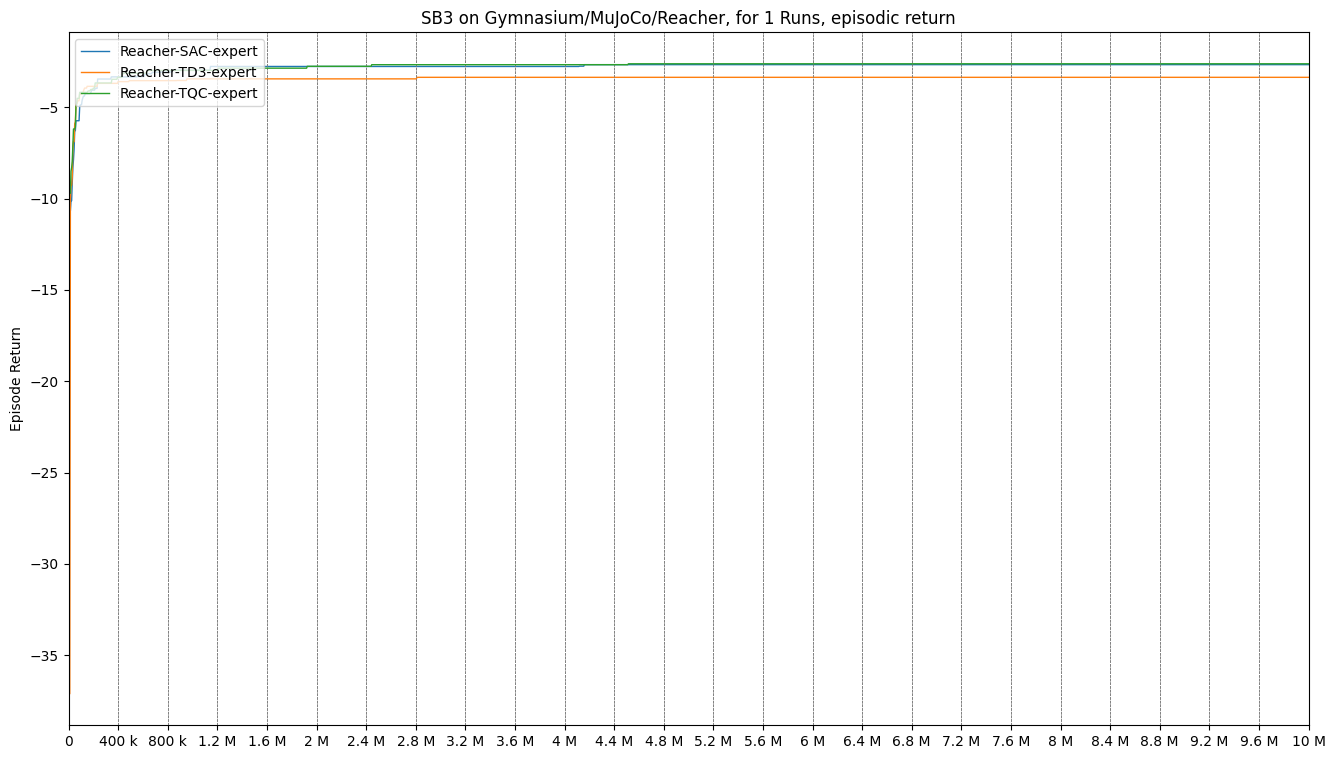 SB3 on Gymnasium/MuJoCo/Reacher, for 1 Runs, episodic return
Reacher-SAC-expert
Reacher-TD3-expert
Reacher-TQC-expert
Episode Return
−5
−10
−15
−20
−25
−30
−35
0 400 k 800 k 1.2 M 1.6 M 2 M 2.4 M 2.8 M 3.2 M 3.6 M 4 M 4.4 M 4.8 M 5.2 M 5.6 M 6 M 6.4 M 6.8 M 7.2 M 7.6 M 8 M 8.4 M 8.8 M 9.2 M 9.6 M 10 M